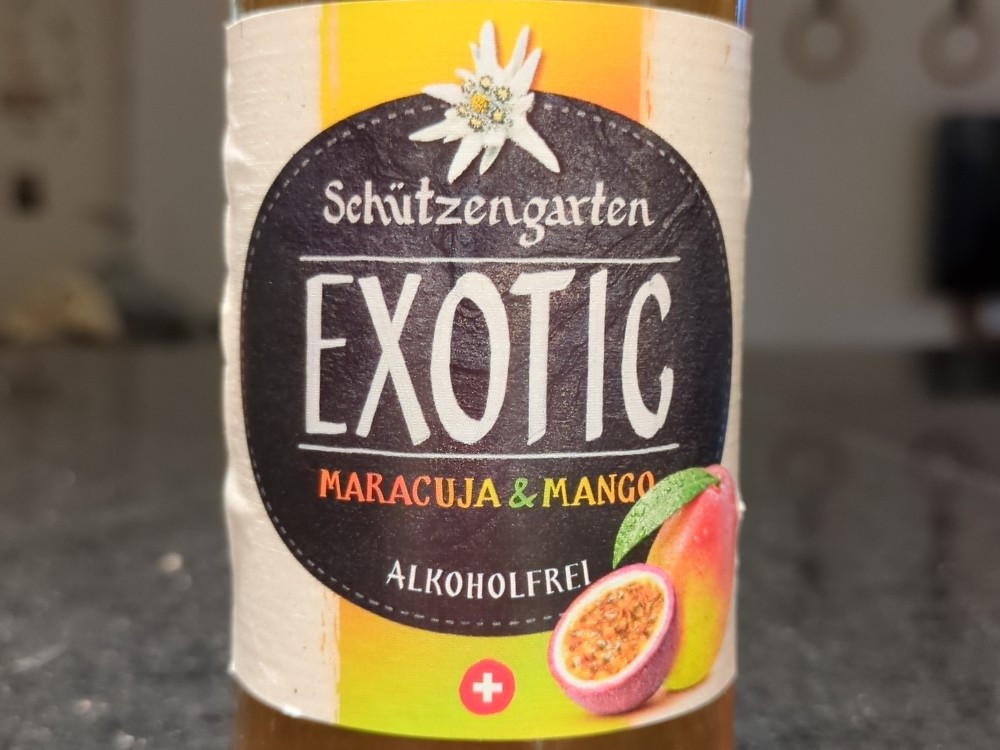 Schützengarten
EXOTIC
MARACUJA & MANGO
ALKOHOLFREI